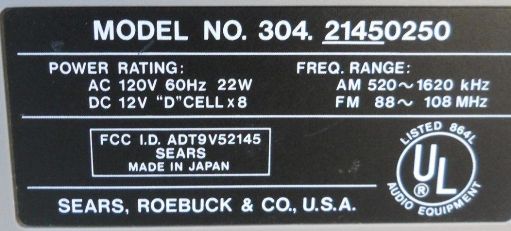 MODEL NO. 304. 21450250
POWER RATING:
AC 120V 60Hz 22W
DC 12V "D"CELL x 8
FREQ. RANGE:
AM 520～1620 kHz
FM 88～ 108 MHz
FCC I.D. ADT9V52145
SEARS
MADE IN JAPAN
LISTED 864L
UL
®
AUDIO EQUIPMENT
SEARS, ROEBUCK & CO., U.S.A.